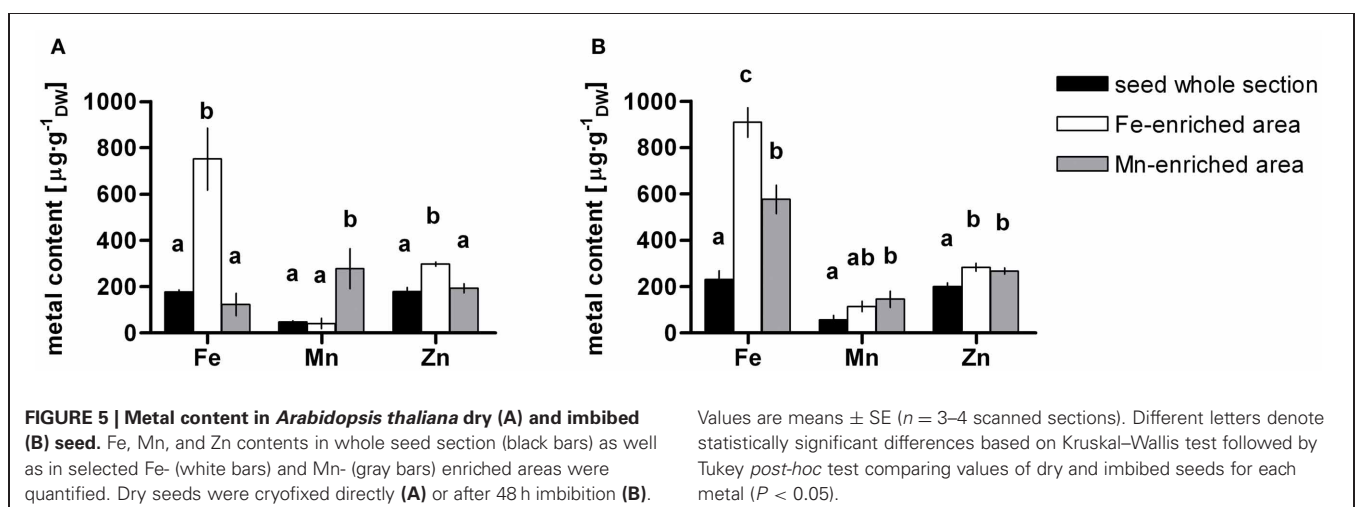 A
B
metal content [µg·g⁻¹DW]
1000
800
600
400
200
0
b
a
a
a
a
b
a
b
a
Fe
Mn
Zn
metal content [µg·g⁻¹DW]
1000
800
600
400
200
0
a
c
b
a
ab
b
a
b
b
Fe
Mn
Zn
seed whole section
Fe-enriched area
Mn-enriched area
FIGURE 5 | Metal content in Arabidopsis thaliana dry (A) and imbibed
(B) seed. Fe, Mn, and Zn contents in whole seed section (black bars) as well
as in selected Fe- (white bars) and Mn- (gray bars) enriched areas were
quantified. Dry seeds were cryofixed directly (A) or after 48 h imbibition (B).
Values are means ± SE (n = 3–4 scanned sections). Different letters denote
statistically significant differences based on Kruskal–Wallis test followed by
Tukey post-hoc test comparing values of dry and imbibed seeds for each
metal (P < 0.05).